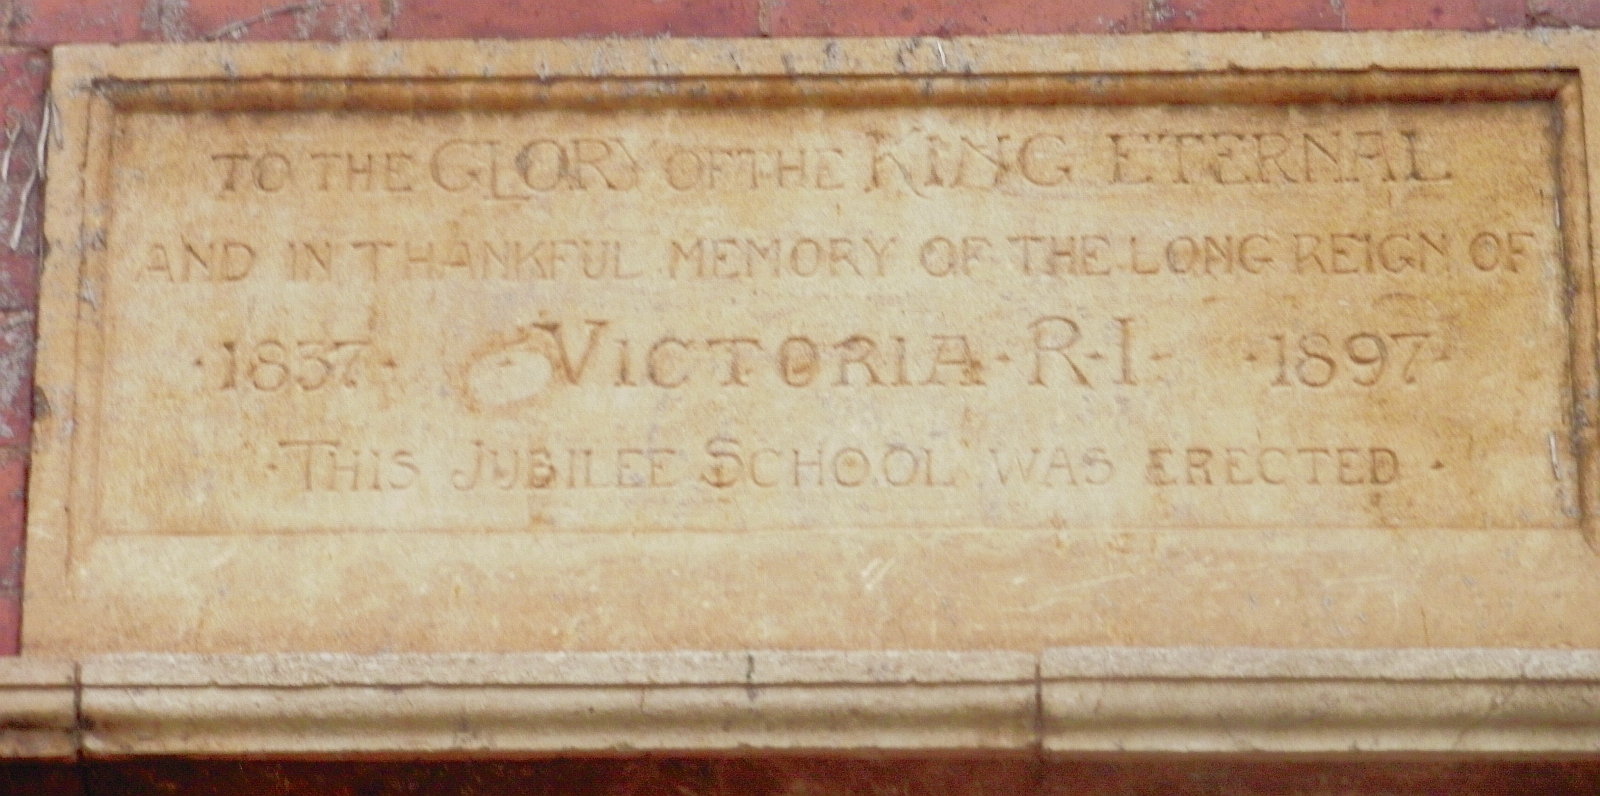 TO THE GLORY OF THE KING ETERNAL
AND IN THANKFUL MEMORY OF THE LONG REIGN OF
·1837· · VICTORIA·R·I· ·1897·
·THIS JUBILEE SCHOOL WAS ERECTED·